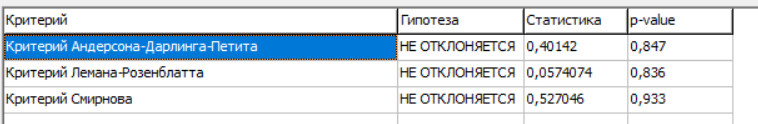 Критерий Гипотеза Статистика p-value
Критерий Андерсона-Дарлинга-Петита НЕ ОТКЛОНЯЕТСЯ 0,40142 0,847
Критерий Лемана-Розенблатта НЕ ОТКЛОНЯЕТСЯ 0,0574074 0,836
Критерий Смирнова НЕ ОТКЛОНЯЕТСЯ 0,527046 0,933